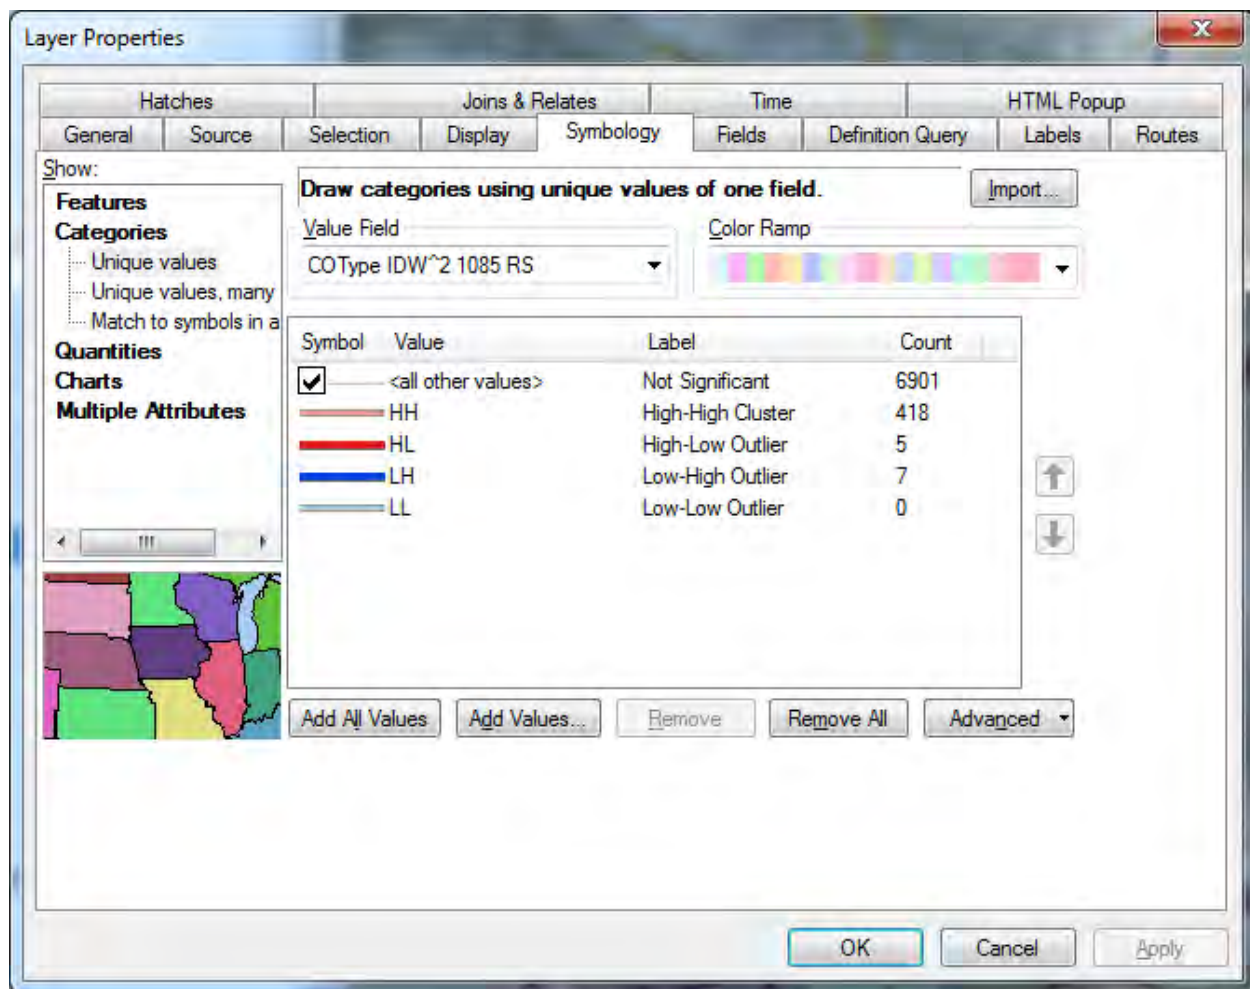 Layer Properties
Hatches Joins & Relates Time HTML Popup
General Source Selection Display Symbology Fields Definition Query Labels Routes
Show:
Features
Categories
Unique values
Unique values, many
Match to symbols in a
Quantities
Charts
Multiple Attributes
Draw categories using unique values of one field.
Import...
Value Field
COType IDW^2 1085 RS
Color Ramp
Symbol Value Label Count
<all other values> Not Significant 6901
HH High-High Cluster 418
HL High-Low Outlier 5
LH Low-High Outlier 7
LL Low-Low Outlier 0
Add All Values Add Values... Remove Remove All Advanced
OK Cancel Apply